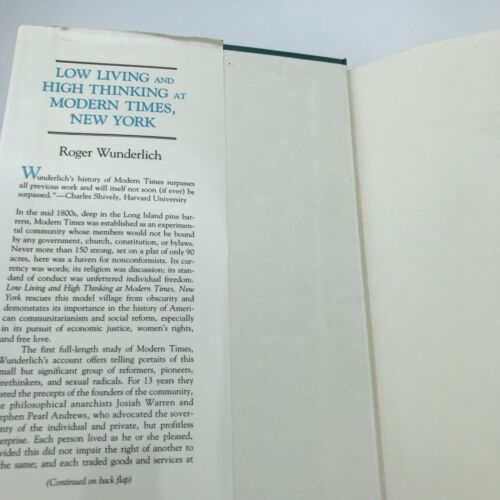 LOW LIVING AND
HIGH THINKING AT
MODERN TIMES,
NEW YORK
Roger Wunderlich
Wunderlich's history of Modern Times surpasses
all previous work and will itself not soon (if ever) be
surpassed."—Charles Shively, Harvard University
In the mid 1800s, deep in the Long Island pine bar-
rens, Modern Times was established as an experimen-
tal community whose members would not be bound
by any government, church, constitution, or bylaws.
Never more than 150 strong, set on a plat of only 90
acres, here was a haven for nonconformists. Its cur-
rency was words; its religion was discussion; its stan-
dard of conduct was unfettered individual freedom.
Low Living and High Thinking at Modern Times, New
York rescues this model village from obscurity and
demonstrates its importance in the history of Ameri-
can communitarianism and social reform, especially
in its pursuit of economic justice, women's rights,
and free love.
The first full-length study of Modern Times,
Wunderlich's account offers telling portraits of this
mall but significant group of reformers, pioneers,
eethinkers, and sexual radicals. For 13 years they
sted the precepts of the founders of the community,
e philosophical anarchists Josiah Warren and
ephen Pearl Andrews, who advocated the sover-
nty of the individual and private, but profitless
erprise. Each person lived as he or she pleased,
vided this did not impair the right of another to
the same; and each traded goods and services at
(Continued on back flap)